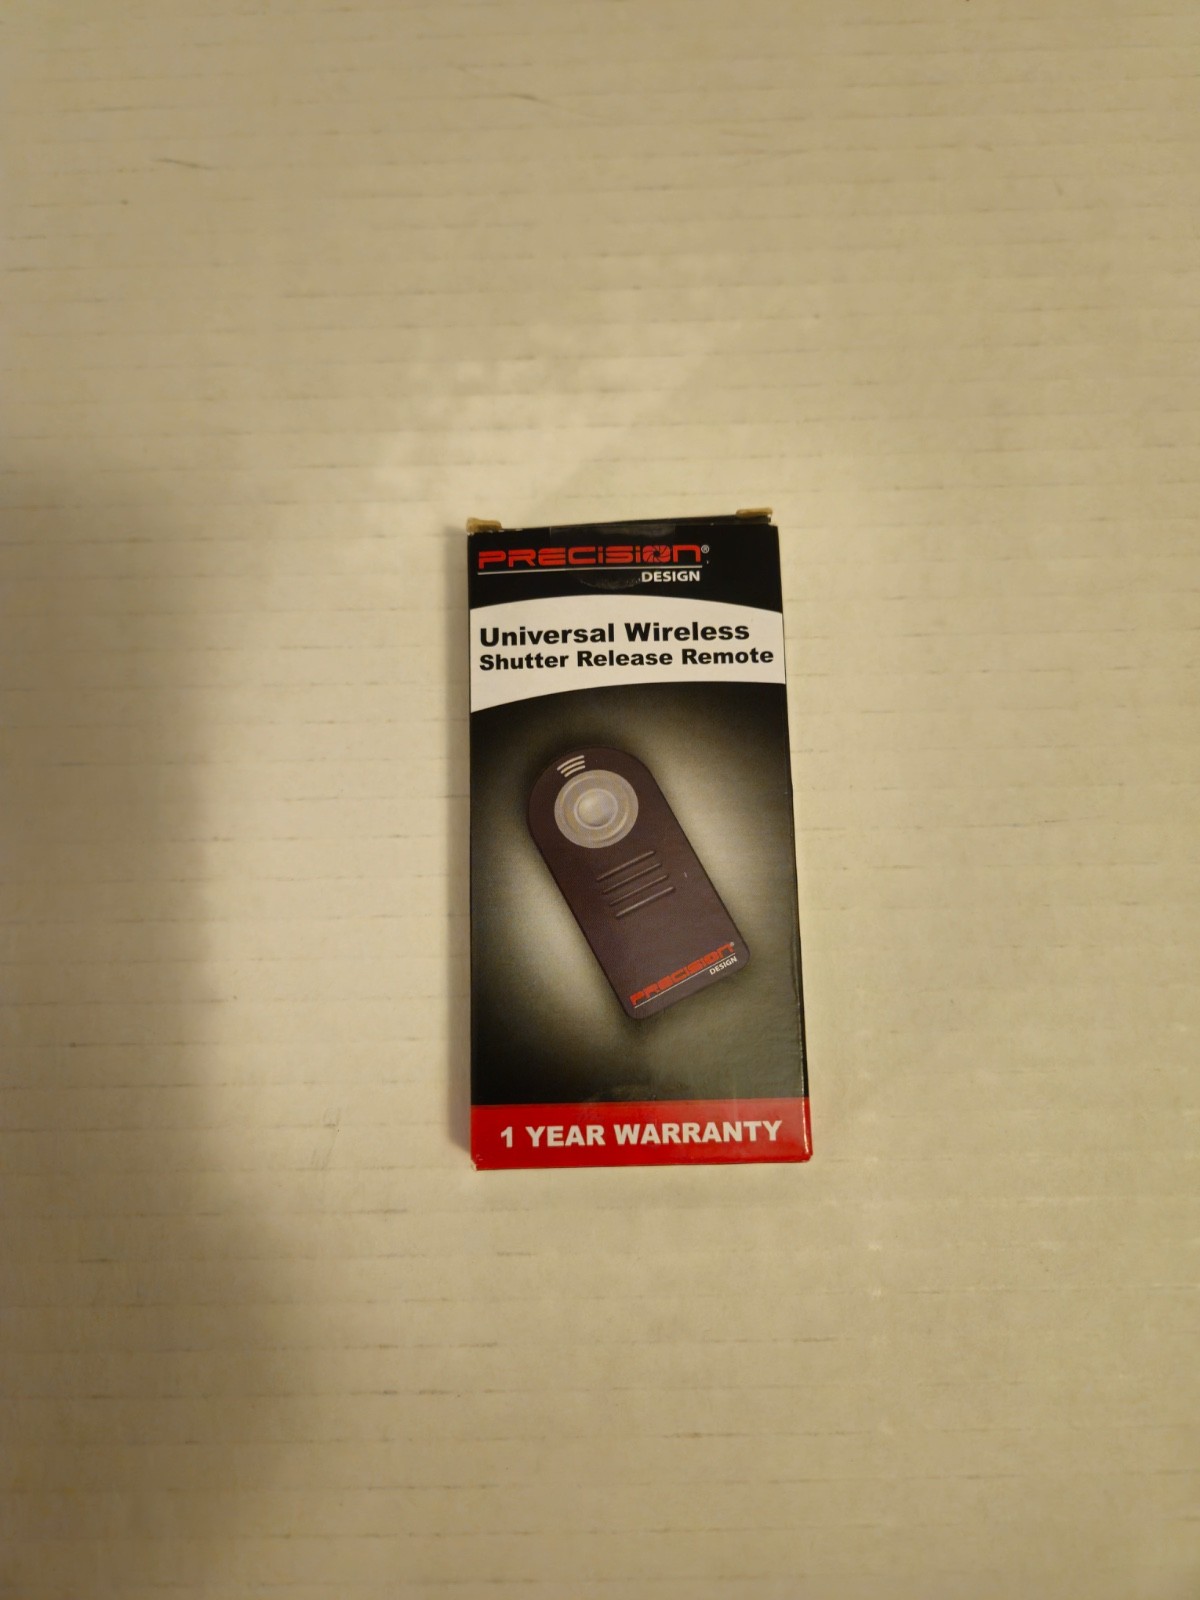 PRECISION®
DESIGN
Universal Wireless
Shutter Release Remote
PRECISION
DESIGN
1 YEAR WARRANTY